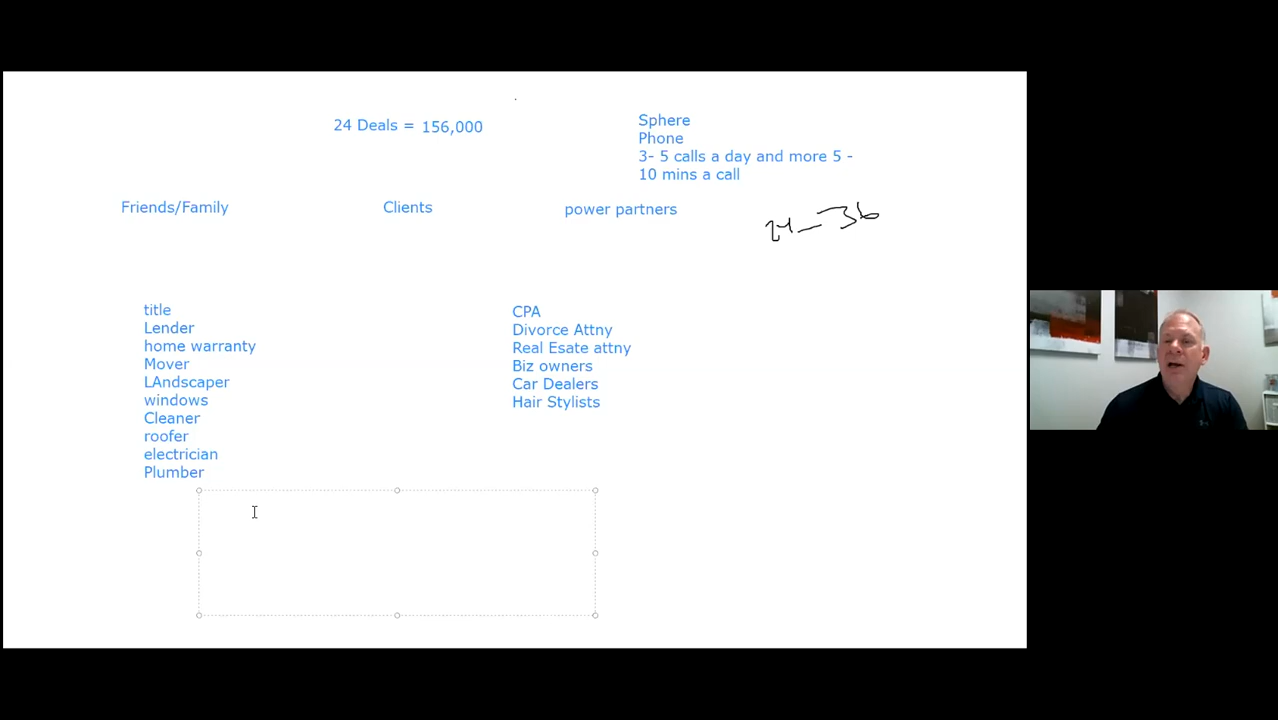 24 Deals = 156,000
Sphere
Phone
3- 5 calls a day and more 5 -
10 mins a call
Friends/Family
Clients
power partners
24-36
title
Lender
home warranty
Mover
LAndscaper
windows
Cleaner
roofer
electrician
Plumber
CPA
Divorce Attny
Real Esate attny
Biz owners
Car Dealers
Hair Stylists